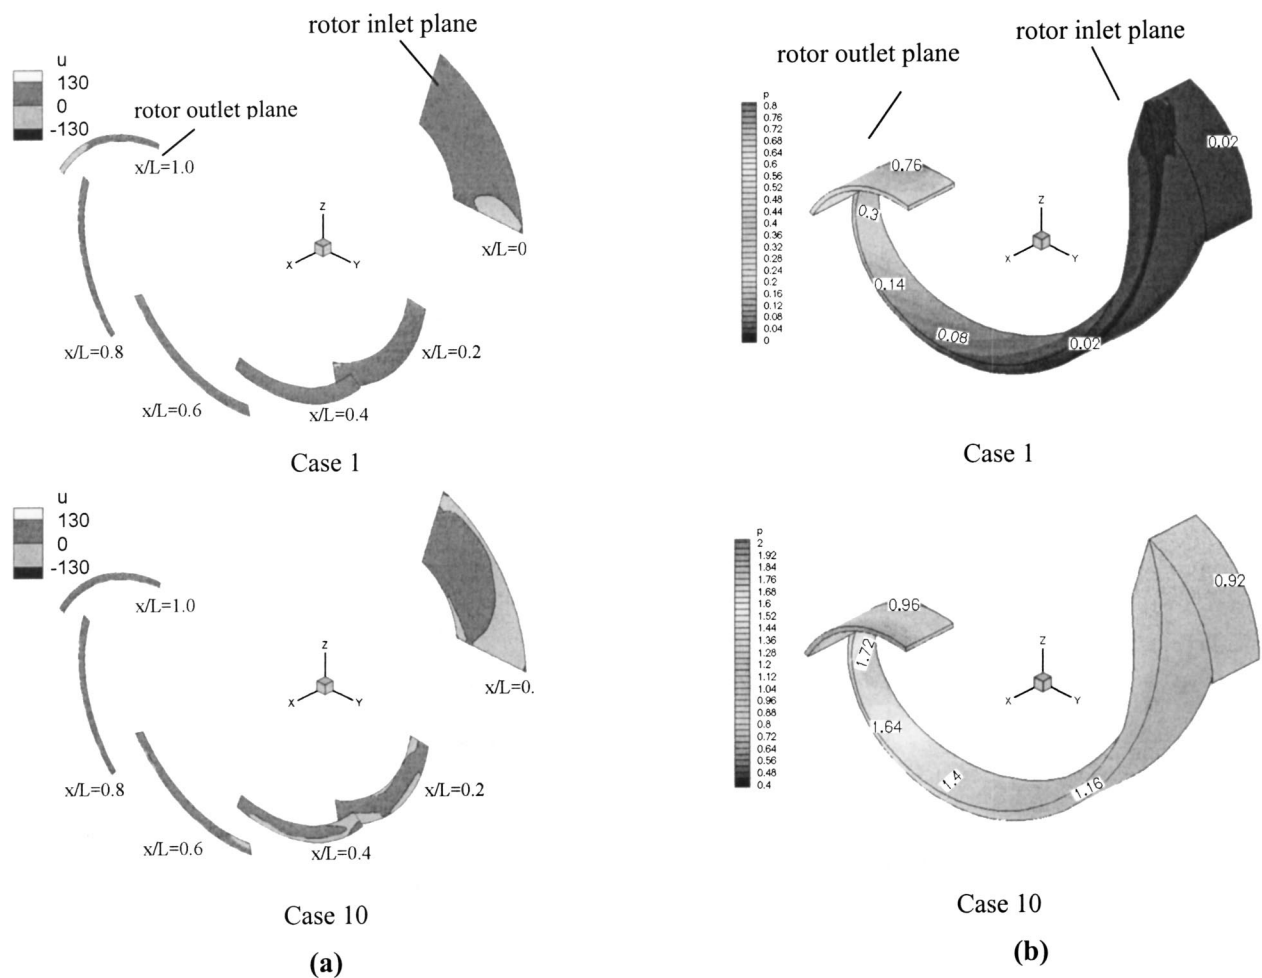 rotor inlet plane
u
130
0
-130
rotor outlet plane
x/L=1.0
x/L=0
Z
X
Y
x/L=0.8
x/L=0.2
x/L=0.6
x/L=0.4
Case 1
rotor outlet plane
rotor inlet plane
p
0.8
0.76
0.72
0.68
0.64
0.6
0.56
0.52
0.48
0.44
0.4
0.36
0.32
0.28
0.24
0.2
0.16
0.12
0.08
0.04
0
0.76
0.02
0.3
0.14
0.08
0.02
Z
X
Y
Case 1
u
130
0
-130
x/L=1.0
x/L=0.
Z
X
Y
x/L=0.8
x/L=0.2
x/L=0.6
x/L=0.4
Case 10
(a)
p
2
1.92
1.84
1.76
1.68
1.6
1.52
1.44
1.36
1.28
1.2
1.12
1.04
0.96
0.88
0.8
0.72
0.64
0.56
0.48
0.4
0.96
0.92
1.72
1.64
1.4
1.16
Z
X
Y
Case 10
(b)